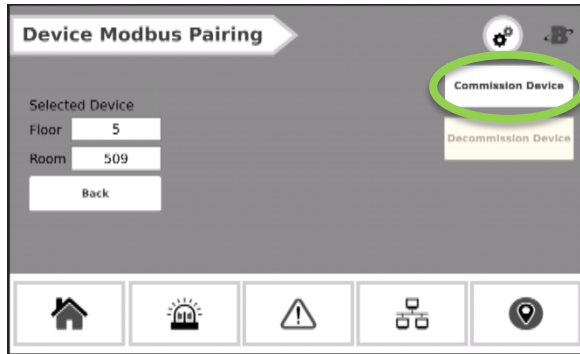 Device Modbus Pairing
B
Commission Device
Selected Device
Floor 5
Decommission Device
Room 509
Back